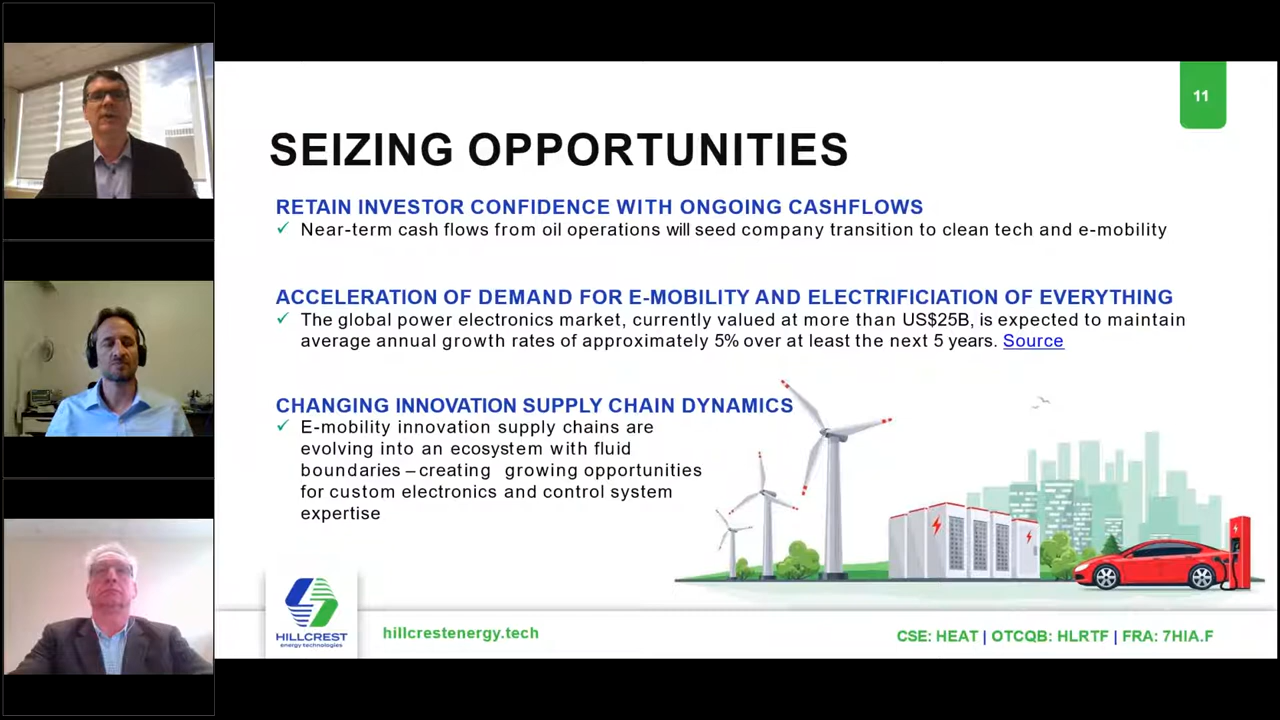 11
SEIZING OPPORTUNITIES
RETAIN INVESTOR CONFIDENCE WITH ONGOING CASHFLOWS
✓ Near-term cash flows from oil operations will seed company transition to clean tech and e-mobility
ACCELERATION OF DEMAND FOR E-MOBILITY AND ELECTRIFICIATION OF EVERYTHING
✓ The global power electronics market, currently valued at more than US$25B, is expected to maintain
average annual growth rates of approximately 5% over at least the next 5 years. Source
CHANGING INNOVATION SUPPLY CHAIN DYNAMICS
✓ E-mobility innovation supply chains are
evolving into an ecosystem with fluid
boundaries – creating growing opportunities
for custom electronics and control system
expertise
HILLCREST
energy technologies
hillcrestenergy.tech
CSE: HEAT | OTCQB: HLRTF | FRA: 7HIA.F